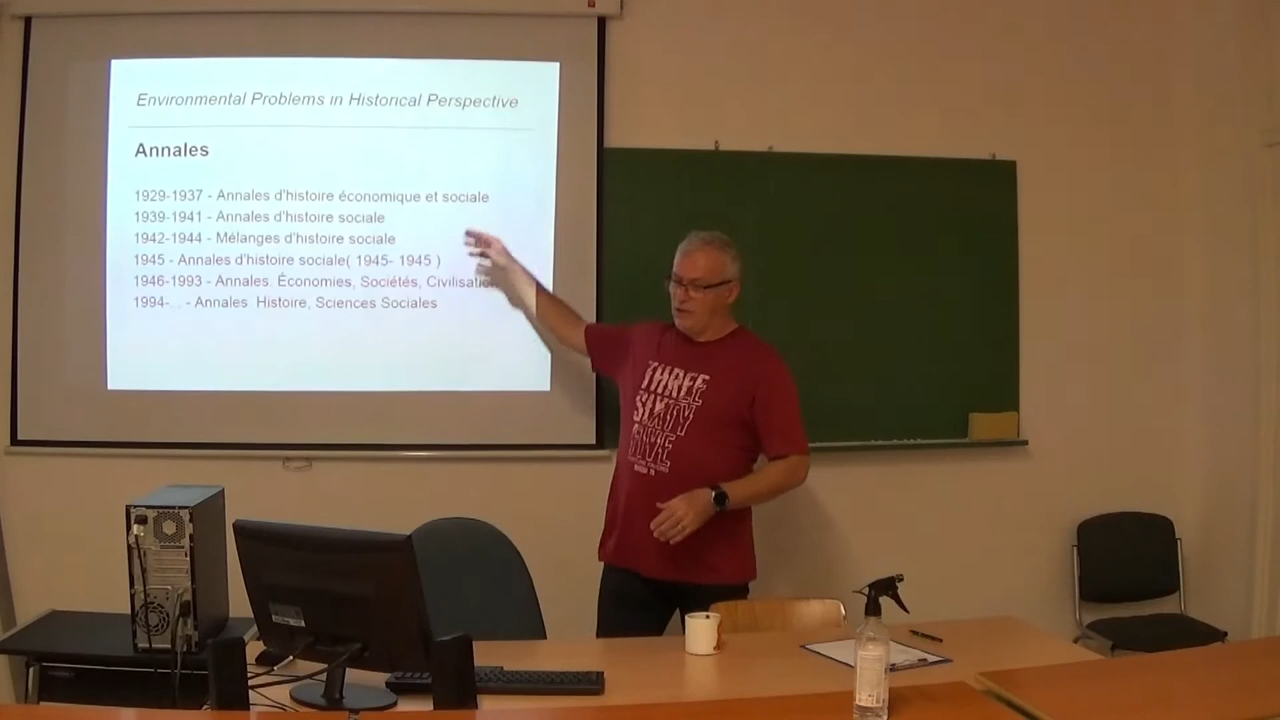 Environmental Problems in Historical Perspective
Annales
1929-1937 - Annales d'histoire économique et sociale
1939-1941 - Annales d'histoire sociale
1942-1944 - Mélanges d'histoire sociale
1945 - Annales d'histoire sociale( 1945- 1945 )
1946-1993 - Annales. Économies, Sociétés,
1994-... - Annales Histoire, Sciences Sociales
THREE
SIXTY
FIVE